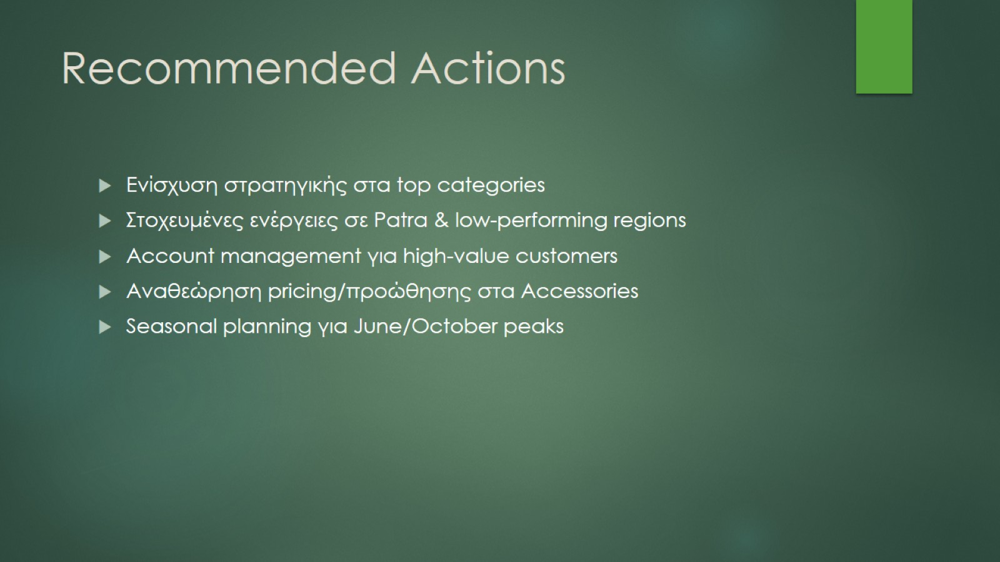 Recommended Actions
Ενίσχυση στρατηγικής στα top categories
Στοχευμένες ενέργειες σε Patra & low-performing regions
Account management για high-value customers
Αναθεώρηση pricing/προώθησης στα Accessories
Seasonal planning για June/October peaks